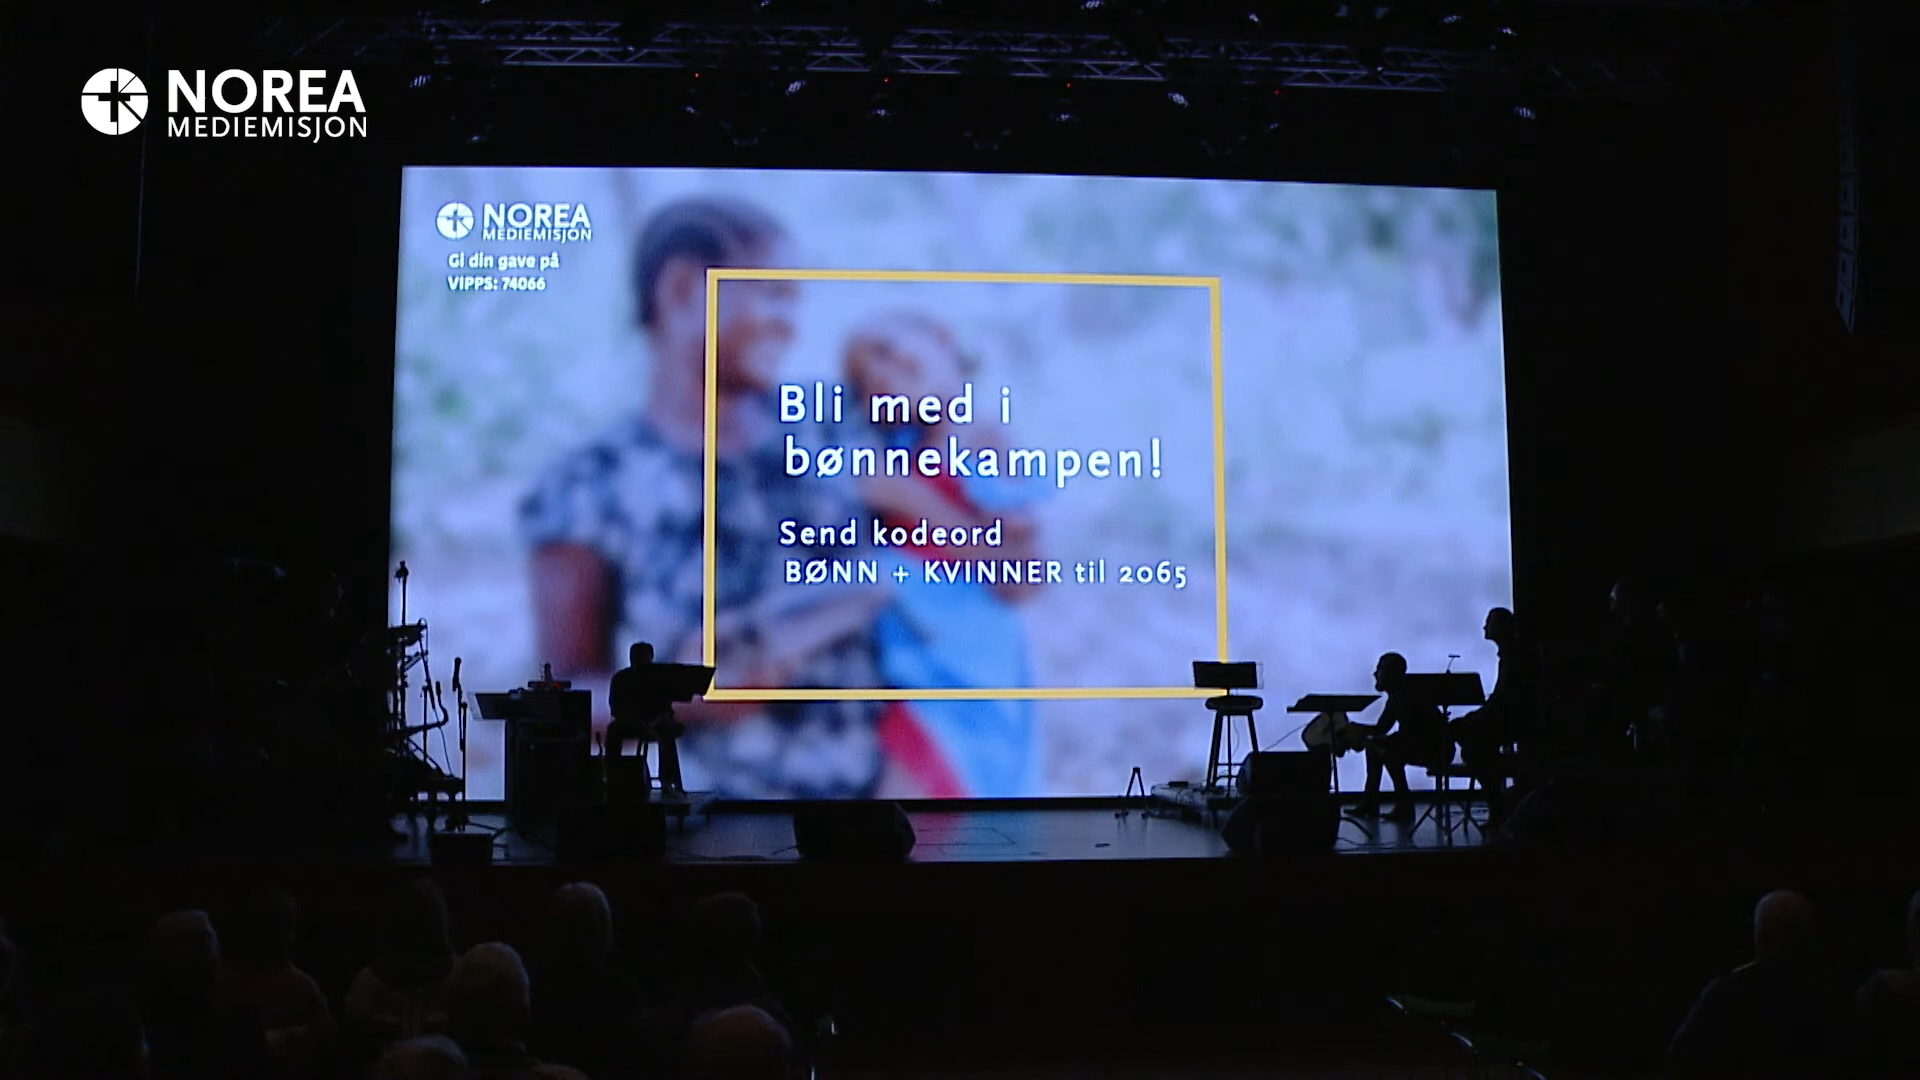 NOREA
MEDIEMISJON
NOREA
MEDIEMISJON
Gi din gave på
VIPPS: 74066
Bli med i
bønnekampen!
Send kodeord
BØNN + KVINNER til 2065